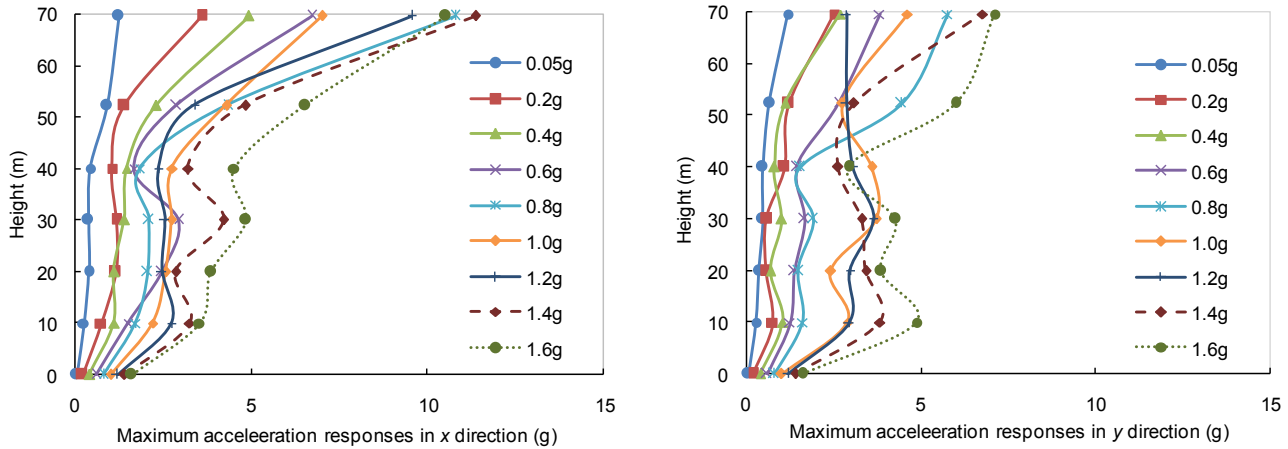 70
60
50
40
30
20
10
0
Height (m)
0 5 10 15
Maximum acceleeration responses in x direction (g)
0.05g
0.2g
0.4g
0.6g
0.8g
1.0g
1.2g
1.4g
1.6g
70
60
50
40
30
20
10
0
Height (m)
0 5 10 15
Maximum acceleeration responses in y direction (g)
0.05g
0.2g
0.4g
0.6g
0.8g
1.0g
1.2g
1.4g
1.6g